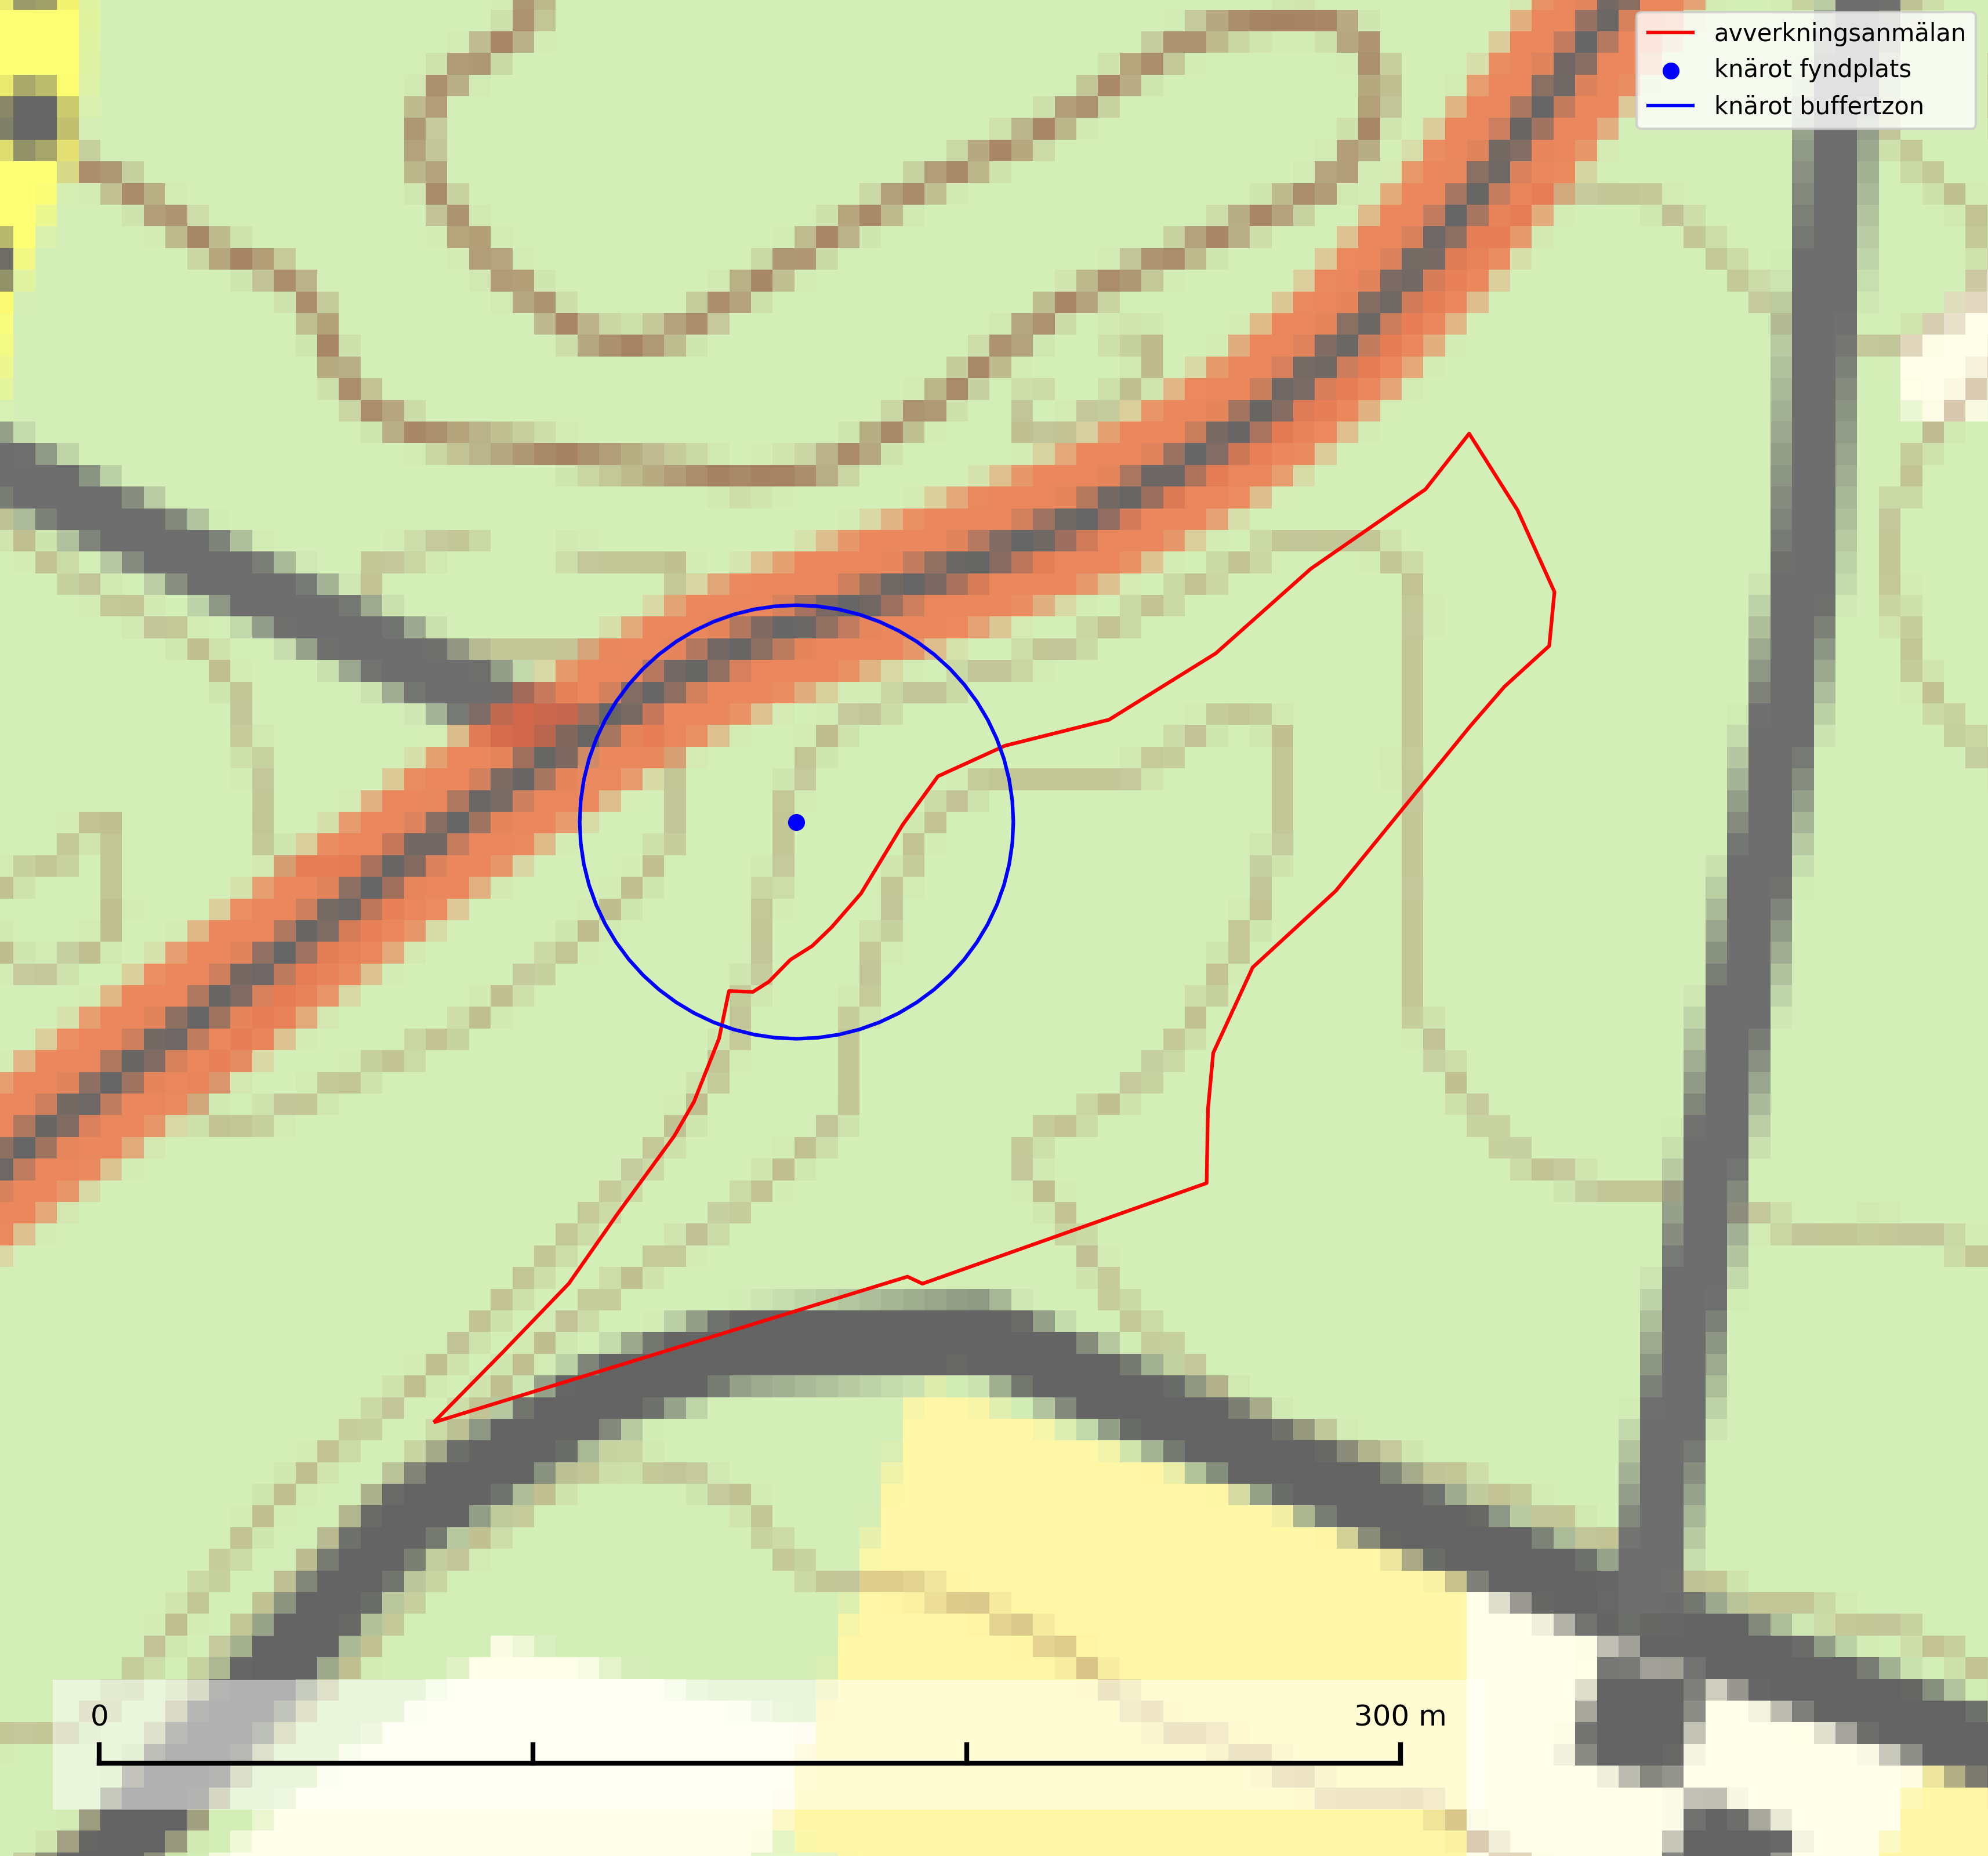 avverkningsanmälan
knärot fyndplats
knärot buffertzon
0 300 m